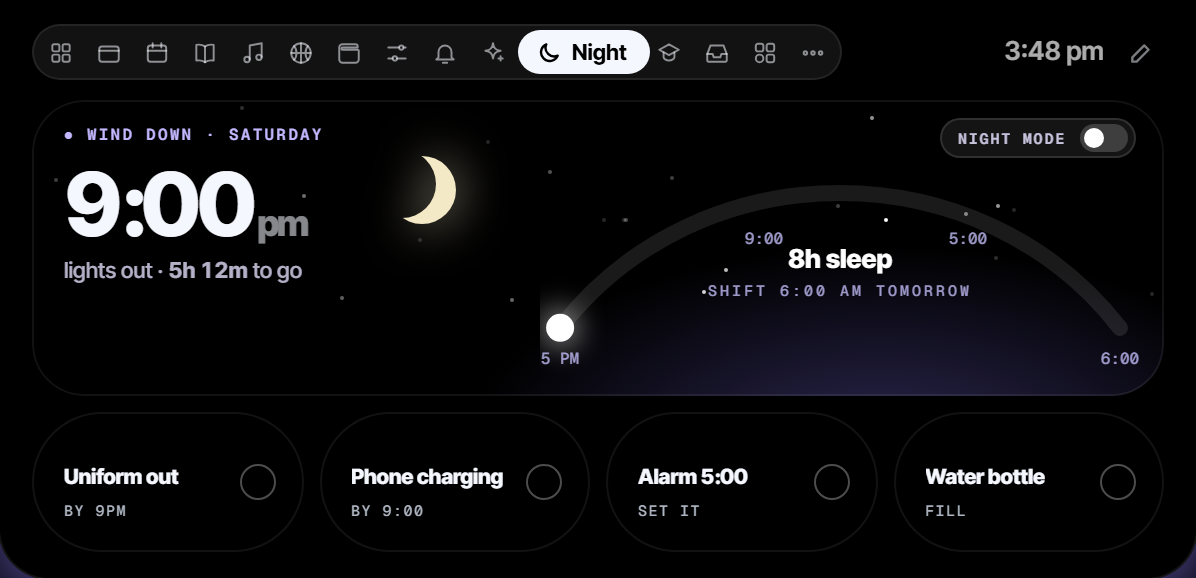 Night
3:48 pm
WIND DOWN · SATURDAY
NIGHT MODE
9:00 pm
lights out · 5h 12m to go
9:00
5:00
8h sleep
SHIFT 6:00 AM TOMORROW
5 PM
6:00
Uniform out
BY 9PM
Phone charging
BY 9:00
Alarm 5:00
SET IT
Water bottle
FILL